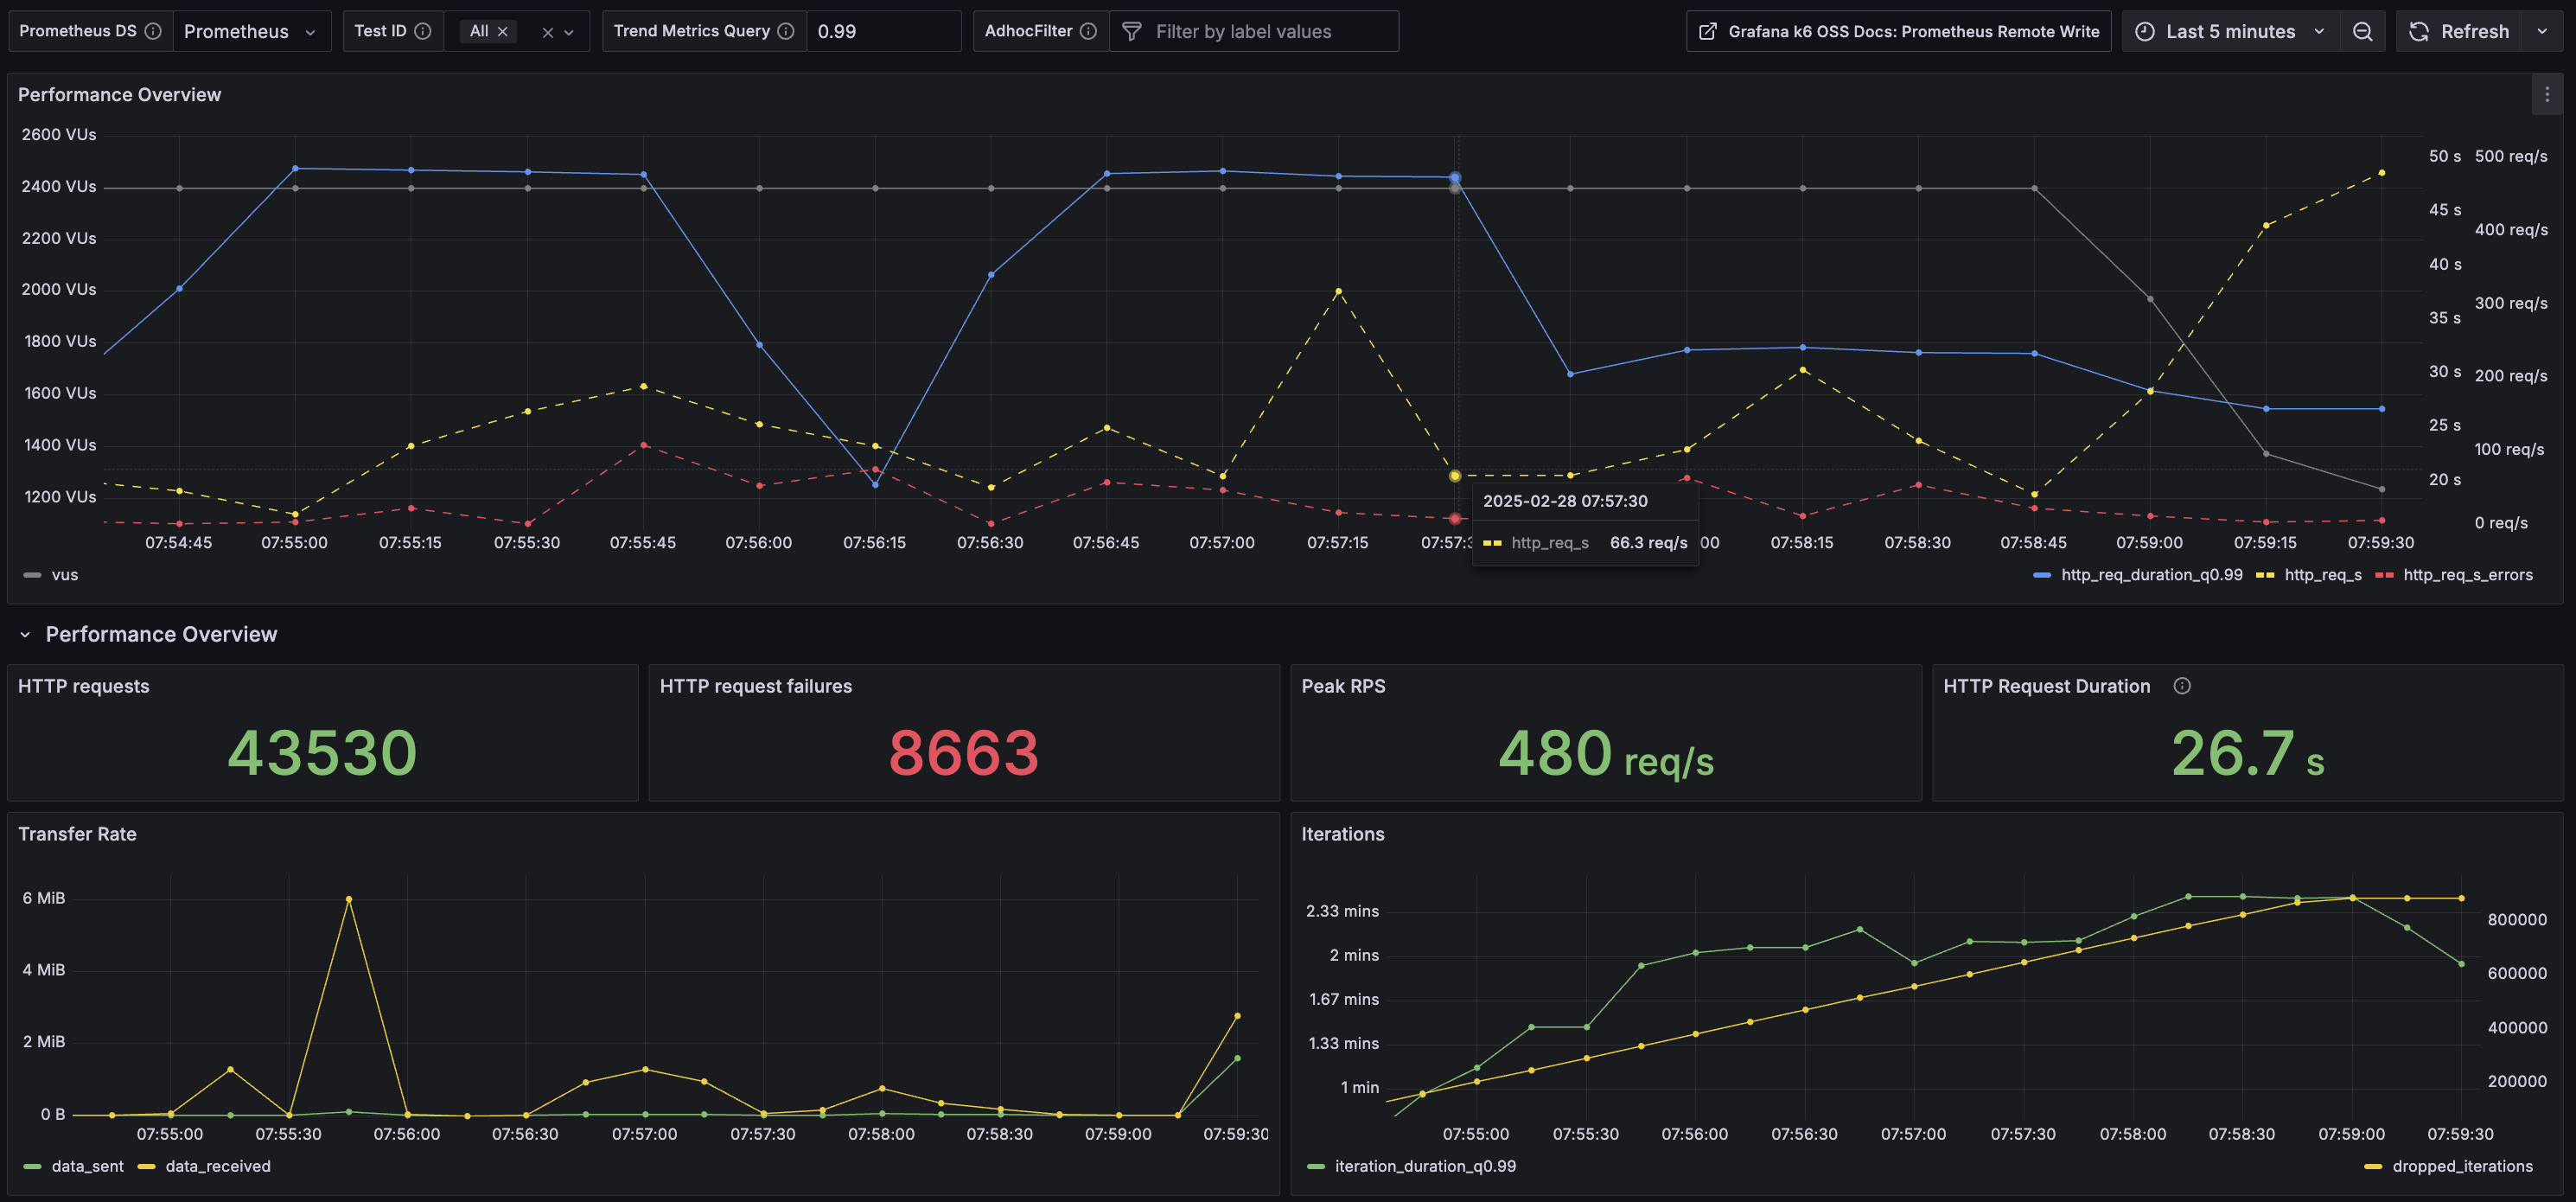 Prometheus DS Prometheus Test ID All Trend Metrics Query 0.99 AdhocFilter Filter by label values Grafana k6 OSS Docs: Prometheus Remote Write Last 5 minutes Refresh
Performance Overview
2600 VUs
2400 VUs
2200 VUs
2000 VUs
1800 VUs
1600 VUs
1400 VUs
1200 VUs
50 s 500 req/s
45 s
400 req/s
40 s
300 req/s
35 s
30 s
200 req/s
25 s
100 req/s
20 s
0 req/s
2025-02-28 07:57:30
http_req_s 66.3 req/s
07:54:45 07:55:00 07:55:15 07:55:30 07:55:45 07:56:00 07:56:15 07:56:30 07:56:45 07:57:00 07:57:15 07:57:3 00 07:58:15 07:58:30 07:58:45 07:59:00 07:59:15 07:59:30
vus http_req_duration_q0.99 http_req_s http_req_s_errors
Performance Overview
HTTP requests
43530
HTTP request failures
8663
Peak RPS
480 req/s
HTTP Request Duration
26.7 s
Transfer Rate
6 MiB
4 MiB
2 MiB
0 B
07:55:00 07:55:30 07:56:00 07:56:30 07:57:00 07:57:30 07:58:00 07:58:30 07:59:00 07:59:30
data_sent data_received
Iterations
2.33 mins
2 mins
1.67 mins
1.33 mins
1 min
800000
600000
400000
200000
07:55:00 07:55:30 07:56:00 07:56:30 07:57:00 07:57:30 07:58:00 07:58:30 07:59:00 07:59:30
iteration_duration_q0.99 dropped_iterations